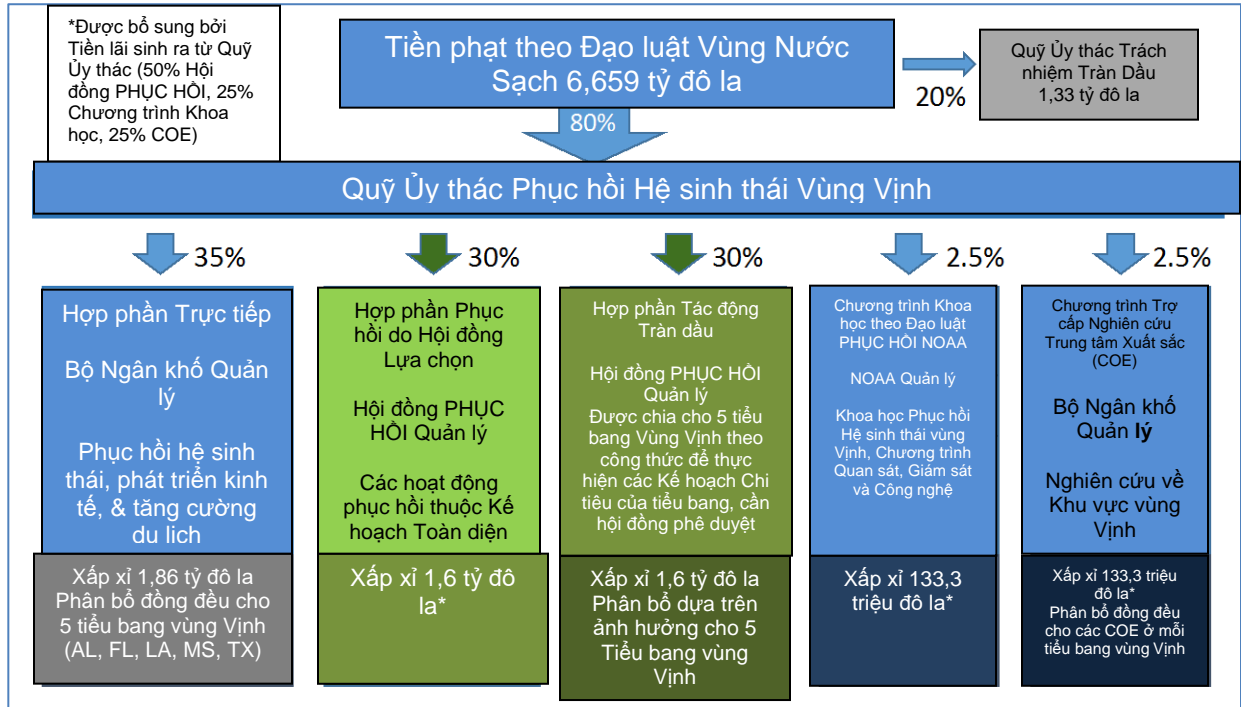 *Được bổ sung bởi
Tiền lãi sinh ra từ Quỹ
Ủy thác (50% Hội
đồng PHỤC HỒI, 25%
Chương trình Khoa
học, 25% COE)
Tiền phạt theo Đạo luật Vùng Nước
Sạch 6,659 tỷ đô la
20%
Quỹ Ủy thác Trách
nhiệm Tràn Dầu
1,33 tỷ đô la
80%
Quỹ Ủy thác Phục hồi Hệ sinh thái Vùng Vịnh
35%
30%
30%
2.5%
2.5%
Hợp phần Trực tiếp
Bộ Ngân khố Quản
lý
Phục hồi hệ sinh
thái, phát triển kinh
tế, & tăng cường
du lich
Xấp xỉ 1,86 tỷ đô la
Phân bổ đồng đều cho
5 tiểu bang vùng Vịnh
(AL, FL, LA, MS, TX)
Hợp phần Phục
hồi do Hội đồng
Lựa chọn
Hội đồng PHỤC
HỒI Quản lý
Các hoạt động
phục hồi thuộc Kế
hoạch Toàn diện
Xấp xỉ 1,6 tỷ đô
la*
Hợp phần Tác động
Tràn dầu
Hội đồng PHỤC HỒI
Quản lý
Được chia cho 5 tiểu
bang Vùng Vịnh theo
công thức để thực
hiện các Kế hoạch Chi
tiêu của tiểu bang, cần
hội đồng phê duyệt
Xấp xỉ 1,6 tỷ đô la
Phân bổ dựa trên
ảnh hưởng cho 5
Tiểu bang vùng
Vịnh
Chương trình Khoa
học theo Đạo luật
PHỤC HỒI NOAA
NOAA Quản lý
Khoa học Phục hồi
Hệ sinh thái vùng
Vịnh, Chương trình
Quan sát, Giám sát
và Công nghệ
Xấp xỉ 133,3
triệu đô la*
Chương trình Trợ
cấp Nghiên cứu
Trung tâm Xuất sắc
(COE)
Bộ Ngân khố
Quản lý
Nghiên cứu về
Khu vực vùng
Vịnh
Xấp xỉ 133,3 triệu
đô la*
Phân bổ đồng đều
cho các COE ở mỗi
tiểu bang vùng Vịnh